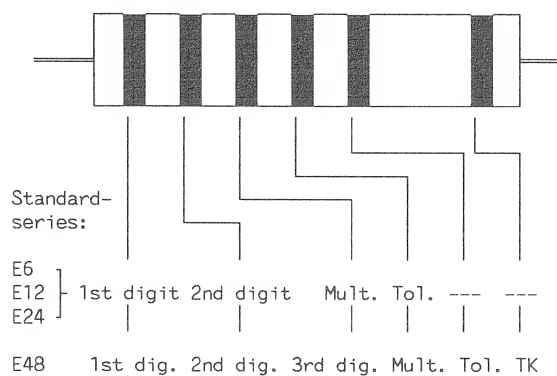 Standard-
series:
E6
E12 1st digit 2nd digit Mult. Tol. --- ---
E24
E48 1st dig. 2nd dig. 3rd dig. Mult. Tol. TK